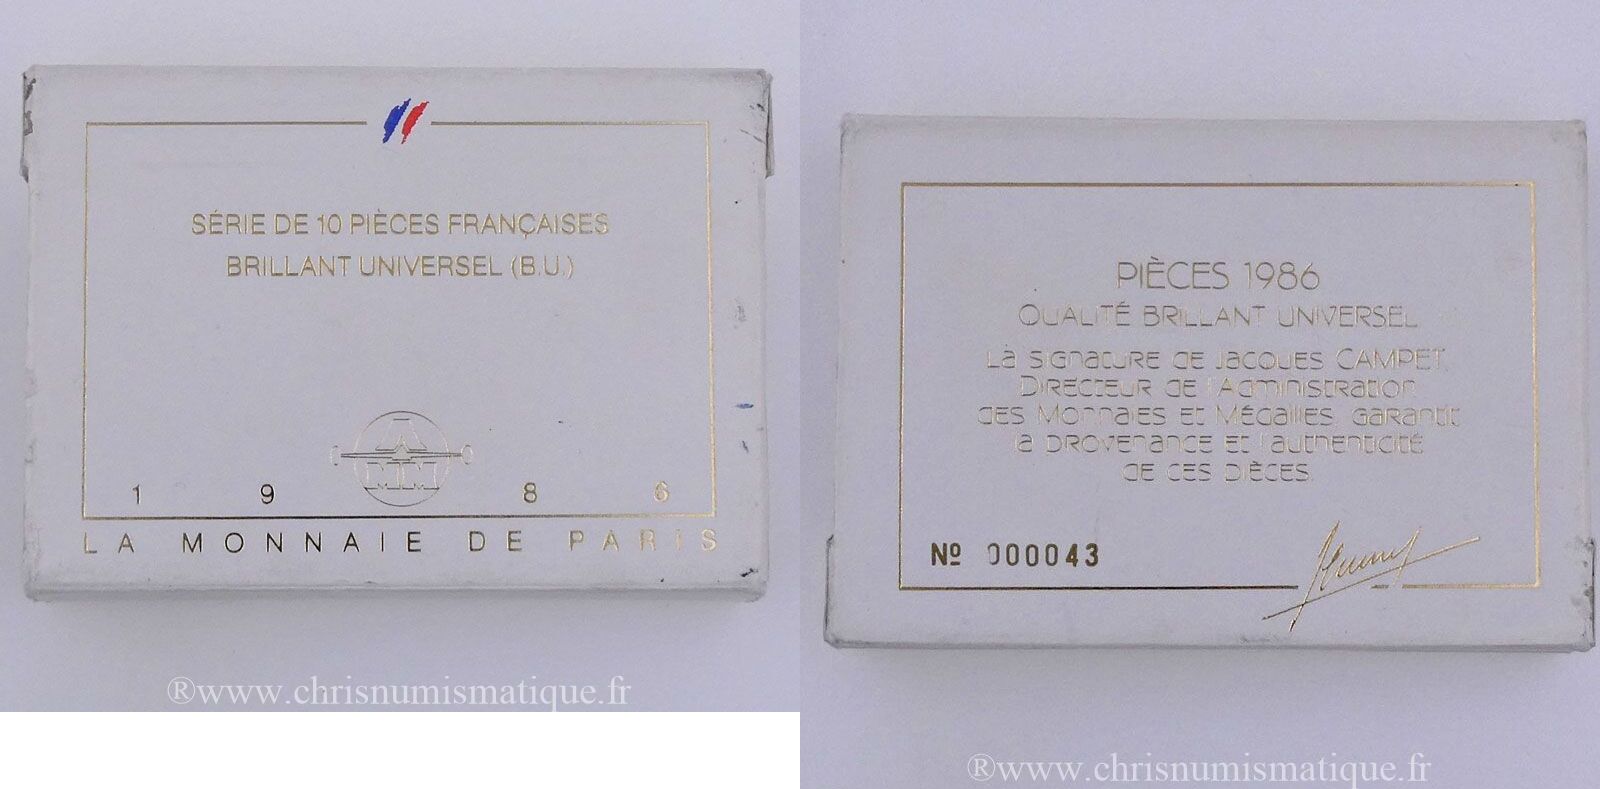 SÉRIE DE 10 PIÈCES FRANÇAISES
BRILLANT UNIVERSEL (B.U.)
AMM
1 9 8 6
LA MONNAIE DE PARIS
®www.chrisnumismatique.fr
PIÈCES 1986
QUALITÉ BRILLANT UNIVERSEL
La signature de Jacques CAMPET,
Directeur de l'Administration
des Monnaies et Médailles, garantit
la provenance et l'authenticité
de ces pièces.
Nº 000043
®www.chrisnumismatique.fr